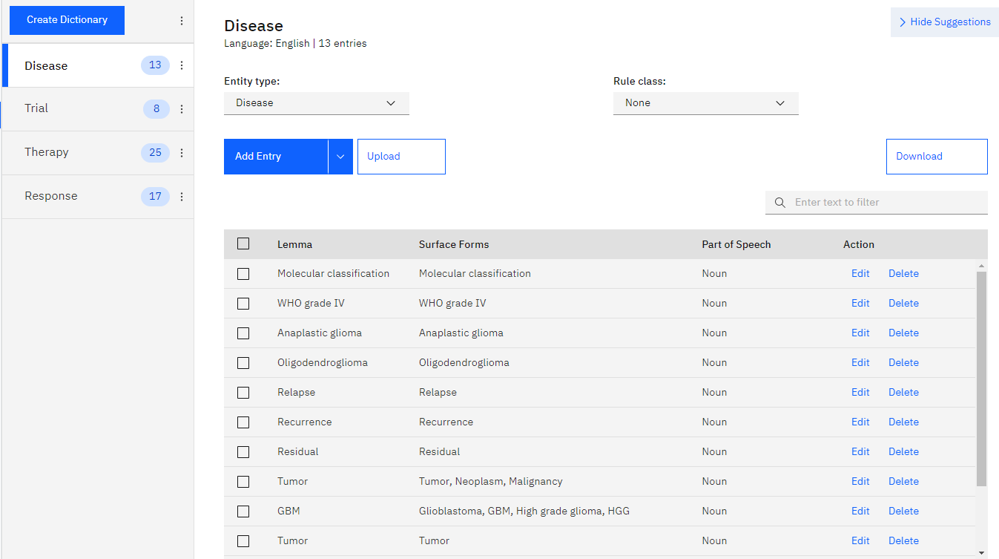 Create Dictionary
Disease 13
Trial 8
Therapy 25
Response 17
Disease
Language: English | 13 entries
Hide Suggestions
Entity type:
Disease
Rule class:
None
Add Entry
Upload
Download
Enter text to filter
Lemma Surface Forms Part of Speech Action
Molecular classification Molecular classification Noun Edit Delete
WHO grade IV WHO grade IV Noun Edit Delete
Anaplastic glioma Anaplastic glioma Noun Edit Delete
Oligodendroglioma Oligodendroglioma Noun Edit Delete
Relapse Relapse Noun Edit Delete
Recurrence Recurrence Noun Edit Delete
Residual Residual Noun Edit Delete
Tumor Tumor, Neoplasm, Malignancy Noun Edit Delete
GBM Glioblastoma, GBM, High grade glioma, HGG Noun Edit Delete
Tumor Tumor Noun Edit Delete